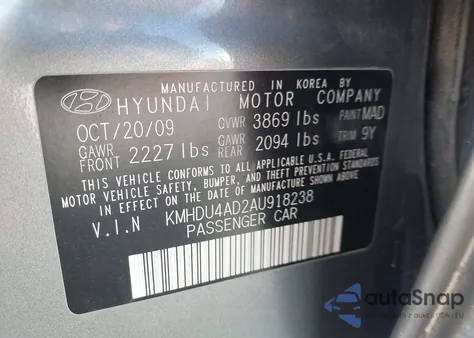 MANUFACTURED IN KOREA BY
HYUNDAI MOTOR COMPANY
OCT/20/09 GVWR 3869 lbs PAINT MAD
GAWR FRONT 2227 lbs GAWR REAR 2094 lbs TRIM 9Y
THIS VEHICLE CONFORMS TO ALL APPLICABLE U.S.A. FEDERAL
MOTOR VEHICLE SAFETY, BUMPER, AND THEFT PREVENTION STANDARDS
IN EFFECT ON THE DATE OF MANUFACTURE SHOWN ABOVE.
V.I.N KMHDU4AD2AU918238
PASSENGER CAR
autoSnap